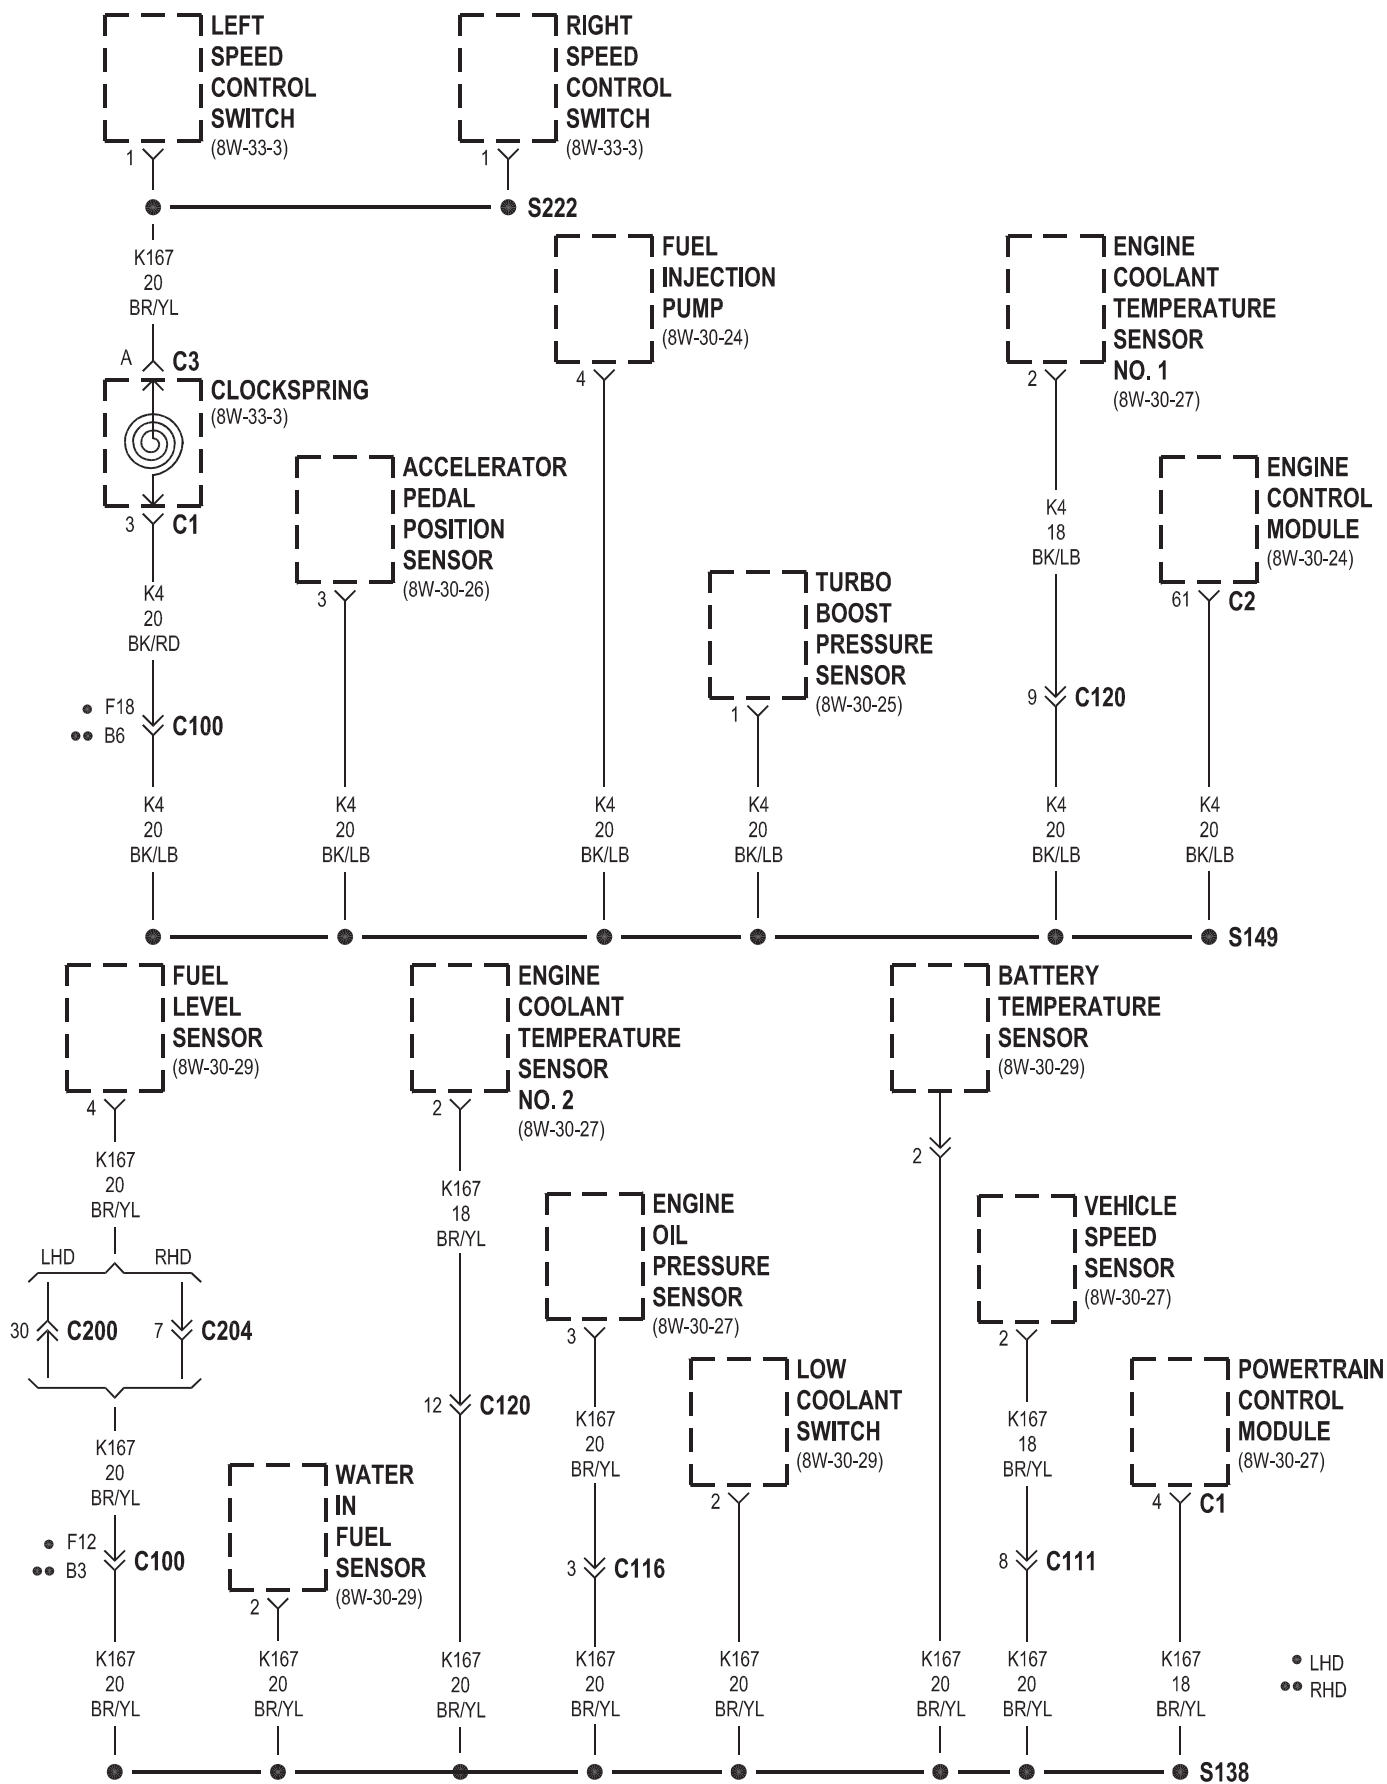 LEFT
SPEED
CONTROL
SWITCH
(8W-33-3)
1
RIGHT
SPEED
CONTROL
SWITCH
(8W-33-3)
1
S222
K167
20
BR/YL
A
C3
CLOCKSPRING
(8W-33-3)
3
C1
K4
20
BK/RD
F18
B6
C100
K4
20
BK/LB
ACCELERATOR
PEDAL
POSITION
SENSOR
(8W-30-26)
3
K4
20
BK/LB
FUEL
INJECTION
PUMP
(8W-30-24)
4
K4
20
BK/LB
TURBO
BOOST
PRESSURE
SENSOR
(8W-30-25)
1
K4
20
BK/LB
ENGINE
COOLANT
TEMPERATURE
SENSOR
NO. 1
(8W-30-27)
2
K4
18
BK/LB
9
C120
K4
20
BK/LB
ENGINE
CONTROL
MODULE
(8W-30-24)
61
C2
K4
20
BK/LB
S149
FUEL
LEVEL
SENSOR
(8W-30-29)
4
K167
20
BR/YL
LHD
RHD
30
C200
7
C204
K167
20
BR/YL
F12
B3
C100
K167
20
BR/YL
WATER
IN
FUEL
SENSOR
(8W-30-29)
2
K167
20
BR/YL
ENGINE
COOLANT
TEMPERATURE
SENSOR
NO. 2
(8W-30-27)
2
K167
18
BR/YL
12
C120
K167
20
BR/YL
ENGINE
OIL
PRESSURE
SENSOR
(8W-30-27)
3
K167
20
BR/YL
3
C116
K167
20
BR/YL
LOW
COOLANT
SWITCH
(8W-30-29)
2
K167
20
BR/YL
BATTERY
TEMPERATURE
SENSOR
(8W-30-29)
2
K167
20
BR/YL
VEHICLE
SPEED
SENSOR
(8W-30-27)
2
K167
18
BR/YL
8
C111
K167
20
BR/YL
POWERTRAIN
CONTROL
MODULE
(8W-30-27)
4
C1
K167
18
BR/YL
LHD
RHD
S138